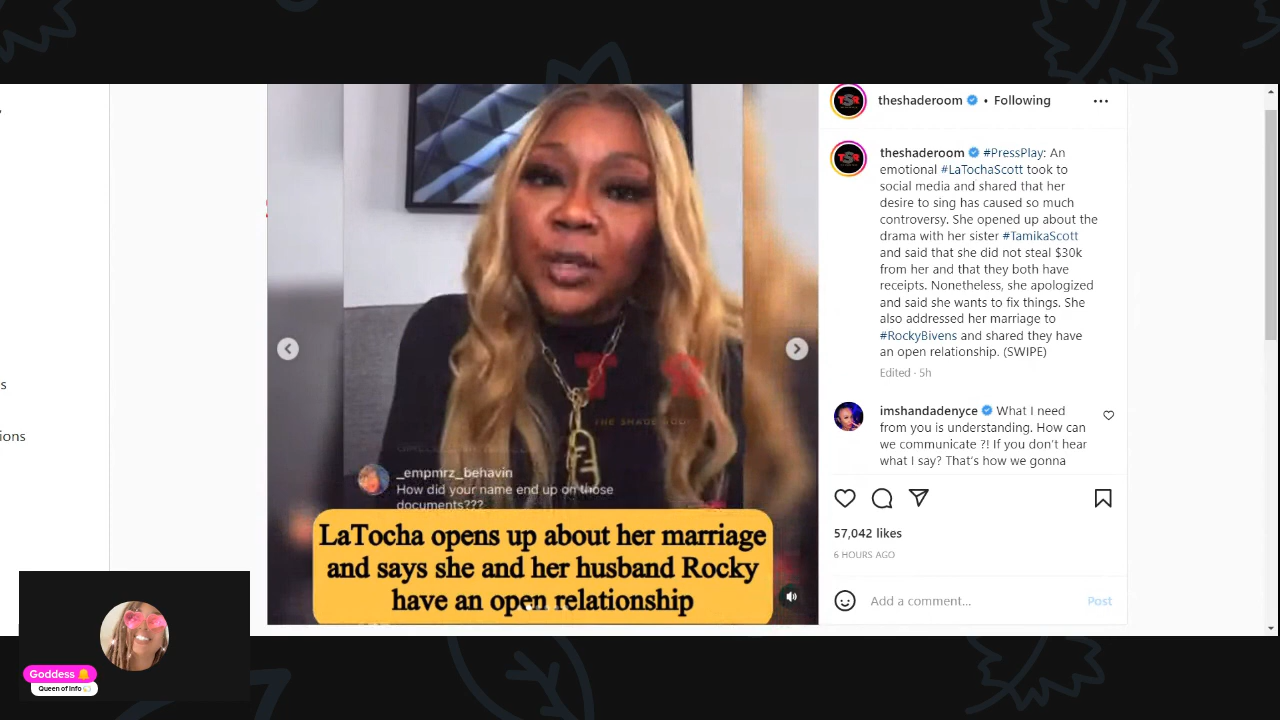 theshaderoom • Following
theshaderoom #PressPlay: An
emotional #LaTochaScott took to
social media and shared that her
desire to sing has caused so much
controversy. She opened up about the
drama with her sister #TamikaScott
and said that she did not steal $30k
from her and that they both have
receipts. Nonetheless, she apologized
and said she wants to fix things. She
also addressed her marriage to
#RockyBivens and shared they have
an open relationship. (SWIPE)
Edited · 5h
imshandadenyce What I need
from you is understanding. How can
we communicate ?! If you don't hear
what I say? That's how we gonna
57,042 likes
6 HOURS AGO
Add a comment...
Post
TSR
TSR
T R
THE SHADE ROO
_empmrz_behavin
How did your name end up on those
documents???
LaTocha opens up about her marriage
and says she and her husband Rocky
have an open relationship
s
ions
Goddess
Queen of Info